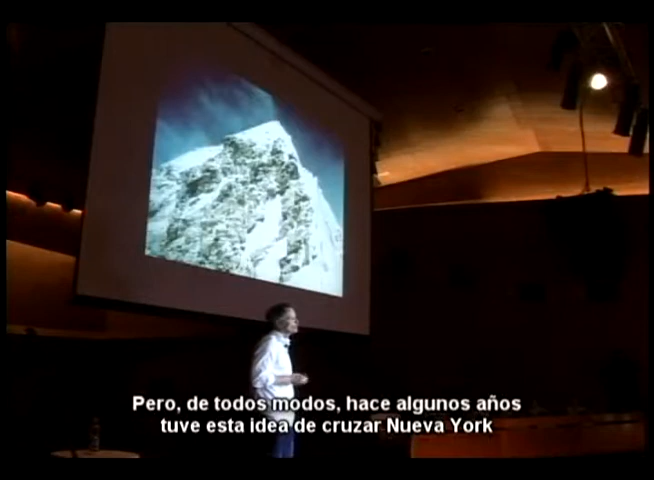 Pero, de todos modos, hace algunos años
tuve esta idea de cruzar Nueva York